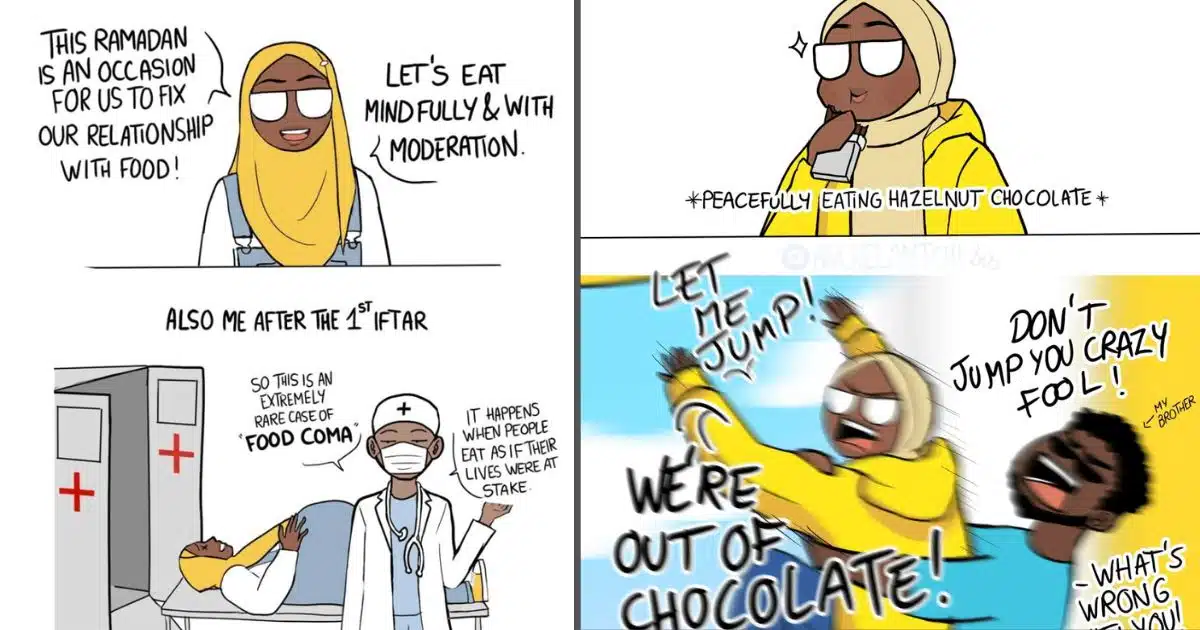 THIS RAMADAN
IS AN OCCASION
FOR US TO FIX
OUR RELATIONSHIP
WITH FOOD!
LET'S EAT
MINDFULLY & WITH
MODERATION.
ALSO ME AFTER THE 1ST IFTAR
SO THIS IS AN
EXTREMELY
RARE CASE OF
"FOOD COMA"
IT HAPPENS
WHEN PEOPLE
EAT AS IF THEIR
LIVES WERE AT
STAKE.
*PEACEFULLY EATING HAZELNUT CHOCOLATE*
LET
ME
JUMP!
DON'T
JUMP YOU CRAZY
FOOL!
MY
BROTHER
WE'RE
OUT OF
CHOCOLATE!
- WHAT'S
WRONG
YOU!